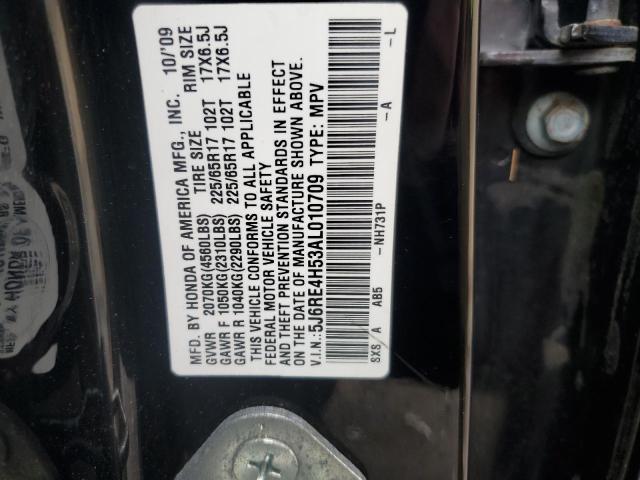 MFD. BY HONDA OF AMERICA MFG., INC. 10/'09
GVWR 2070KG(4560LBS) TIRE SIZE RIM SIZE
GAWR F 1050KG(2310LBS) 225/65R17 102T 17X6.5J
GAWR R 1040KG(2290LBS) 225/65R17 102T 17X6.5J
THIS VEHICLE CONFORMS TO ALL APPLICABLE
FEDERAL MOTOR VEHICLE SAFETY
AND THEFT PREVENTION STANDARDS IN EFFECT
ON THE DATE OF MANUFACTURE SHOWN ABOVE.
V.I.N.:5J6RE4H53AL010709 TYPE: MPV
SXS/A AB5 -NH731P -A -L